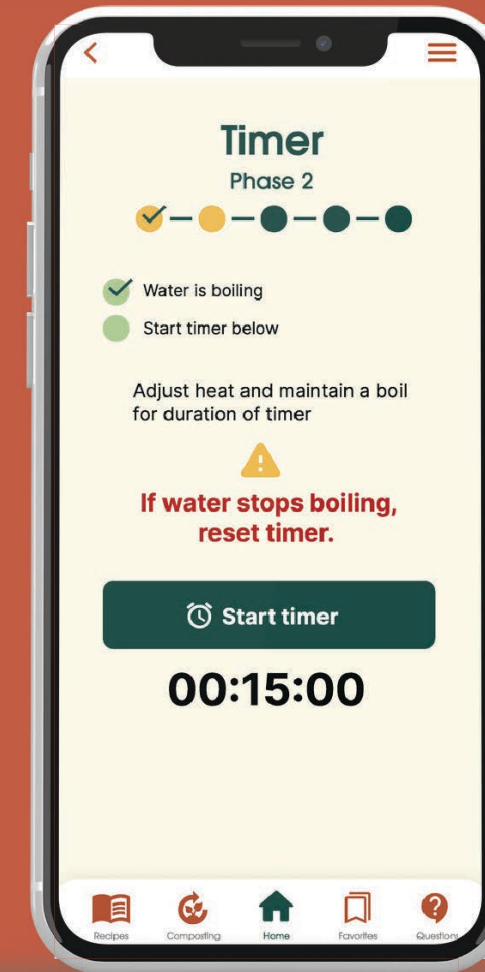 Timer
Phase 2
Water is boiling
Start timer below
Adjust heat and maintain a boil
for duration of timer
If water stops boiling,
reset timer.
Start timer
00:15:00
Recipes
Composting
Home
Favorites
Questions